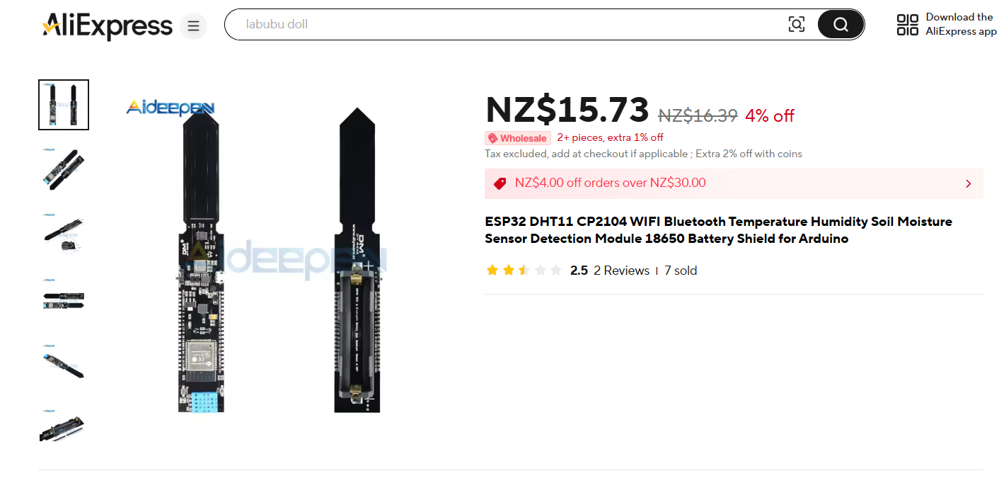 AliExpress
labubu doll
Download the
AliExpress app
Aideepen
Aideepen
NZ$15.73 NZ$16.39 4% off
Wholesale 2+ pieces, extra 1% off
Tax excluded, add at checkout if applicable ; Extra 2% off with coins
NZ$4.00 off orders over NZ$30.00
ESP32 DHT11 CP2104 WIFI Bluetooth Temperature Humidity Soil Moisture
Sensor Detection Module 18650 Battery Shield for Arduino
2.5 2 Reviews | 7 sold